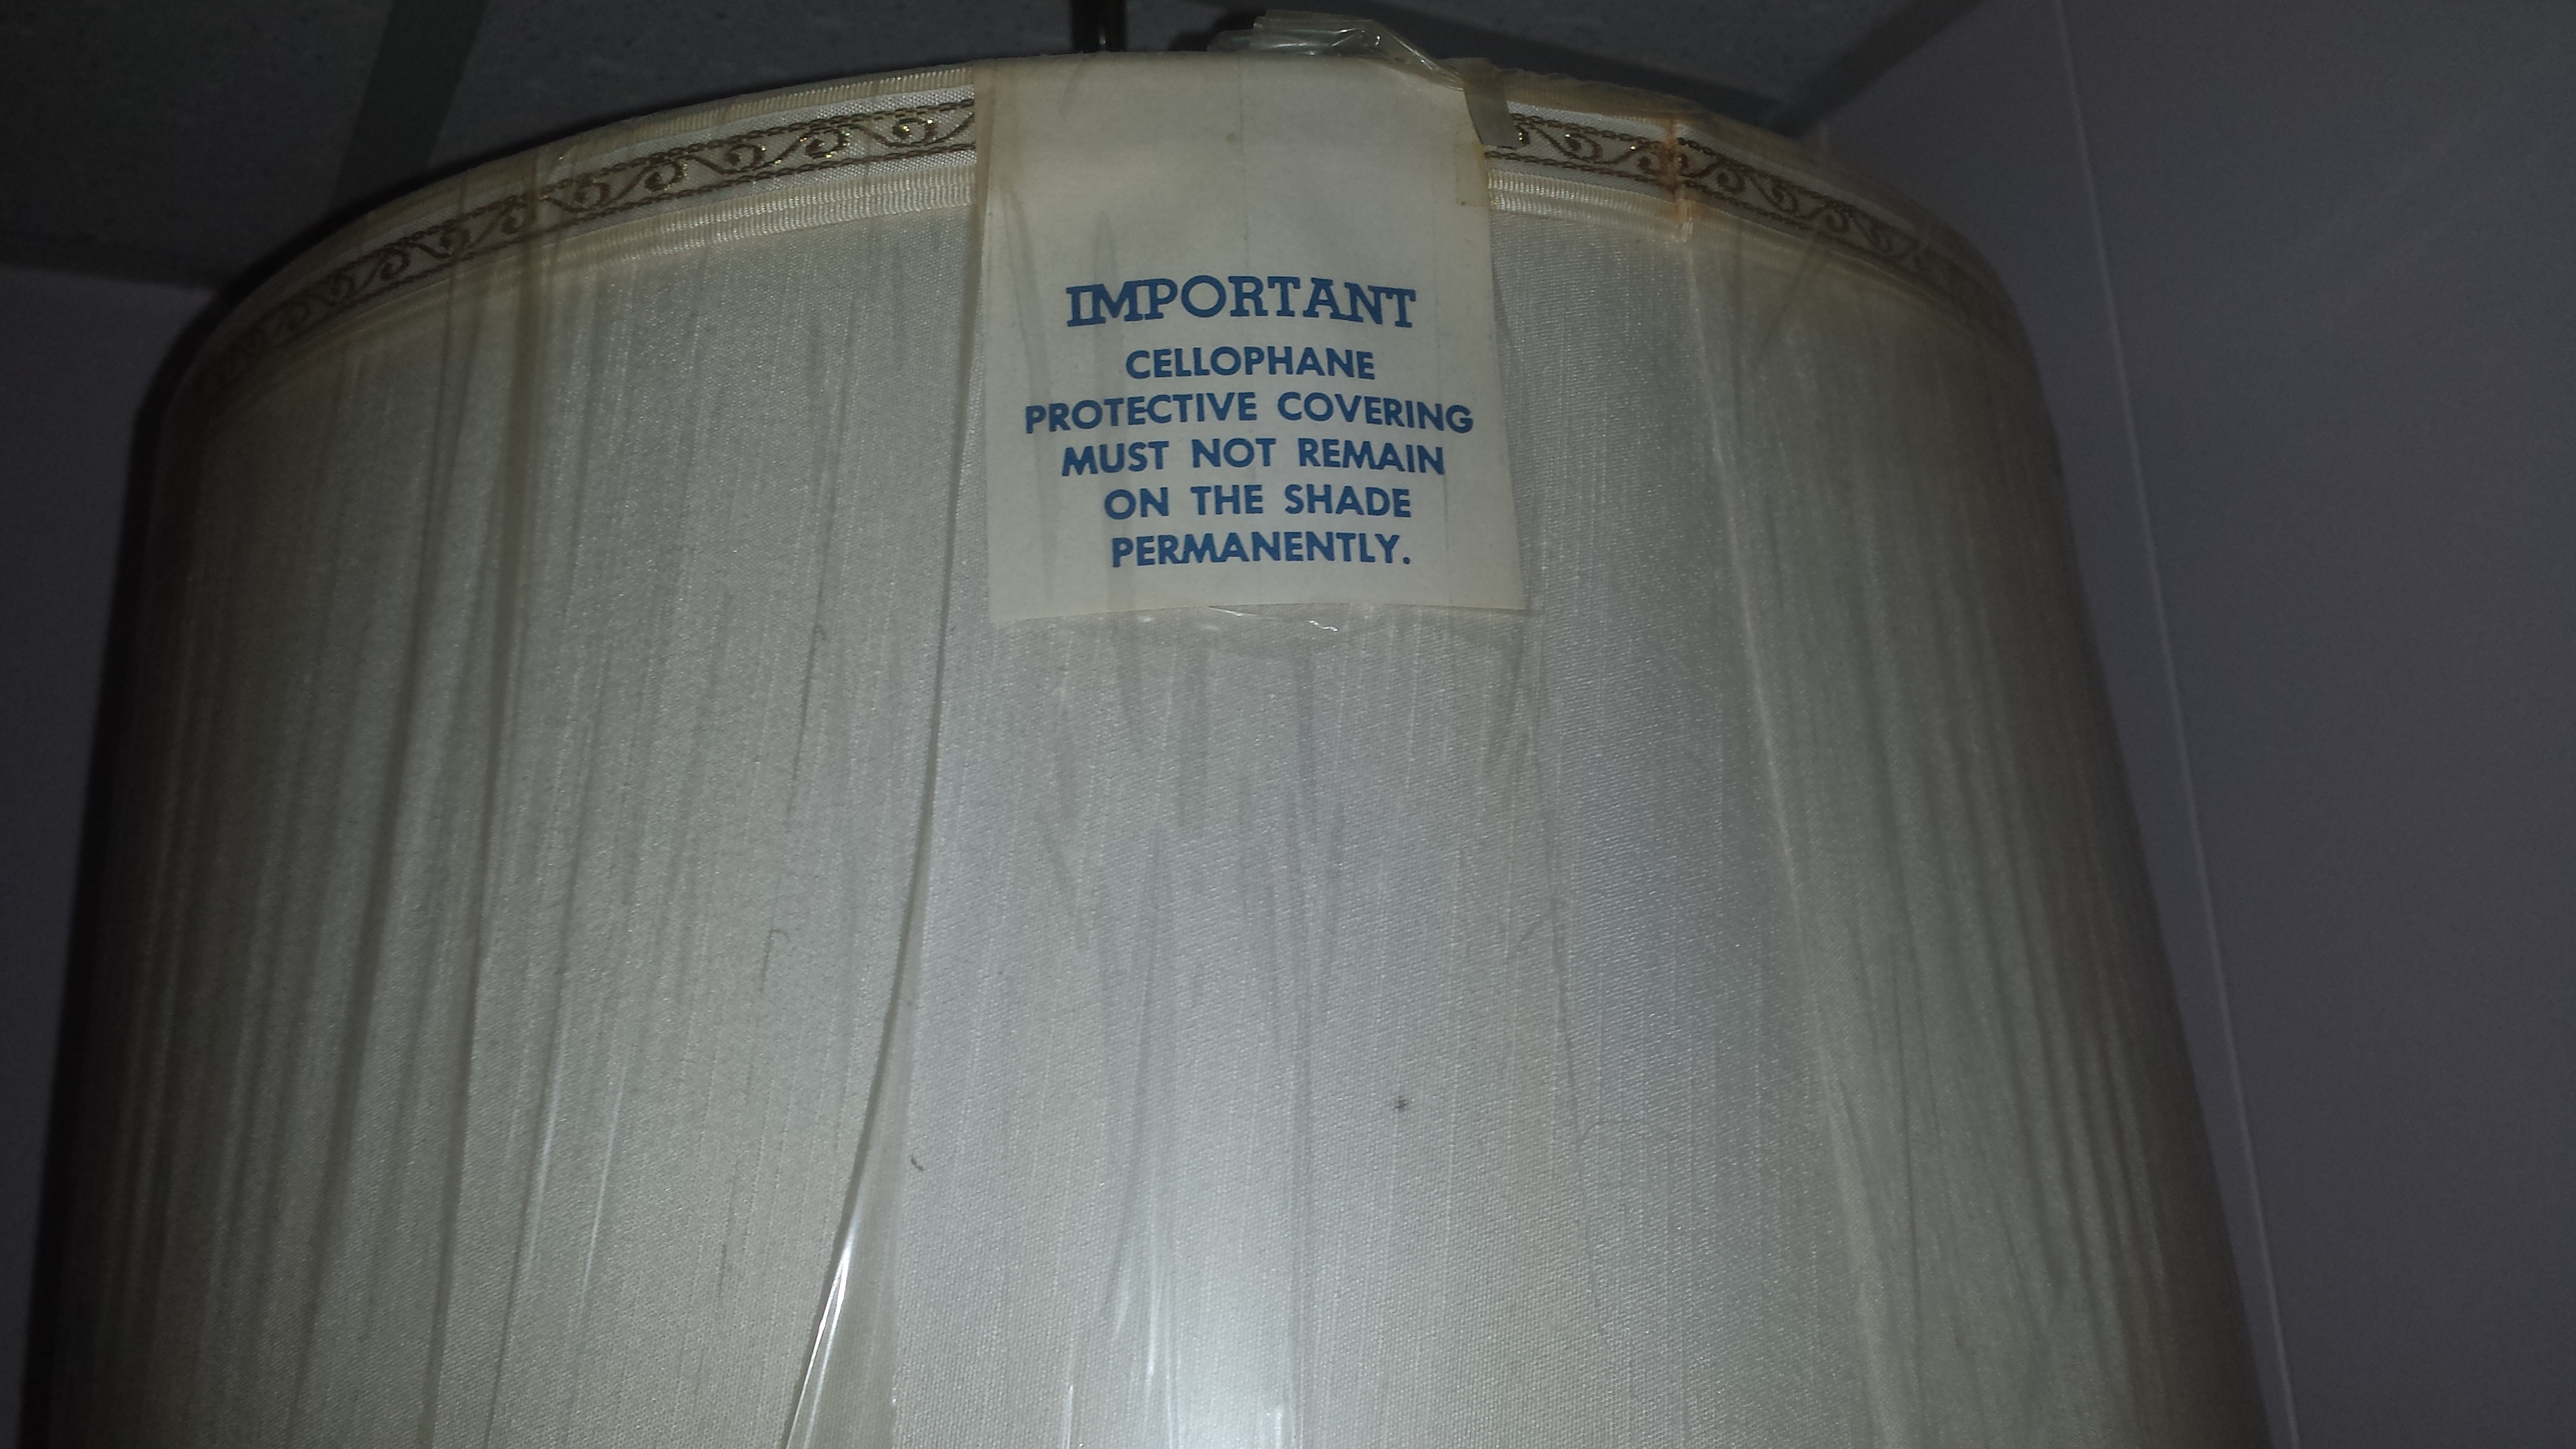 IMPORTANT
CELLOPHANE
PROTECTIVE COVERING
MUST NOT REMAIN
ON THE SHADE
PERMANENTLY.